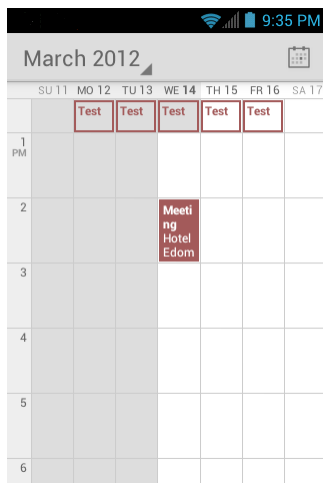 9:35 PM
March 2012
SU 11 MO 12 TU 13 WE 14 TH 15 FR 16 SA 17
Test Test Test Test Test
1
PM
2
Meeti
ng
Hotel
Edom
3
4
5
6